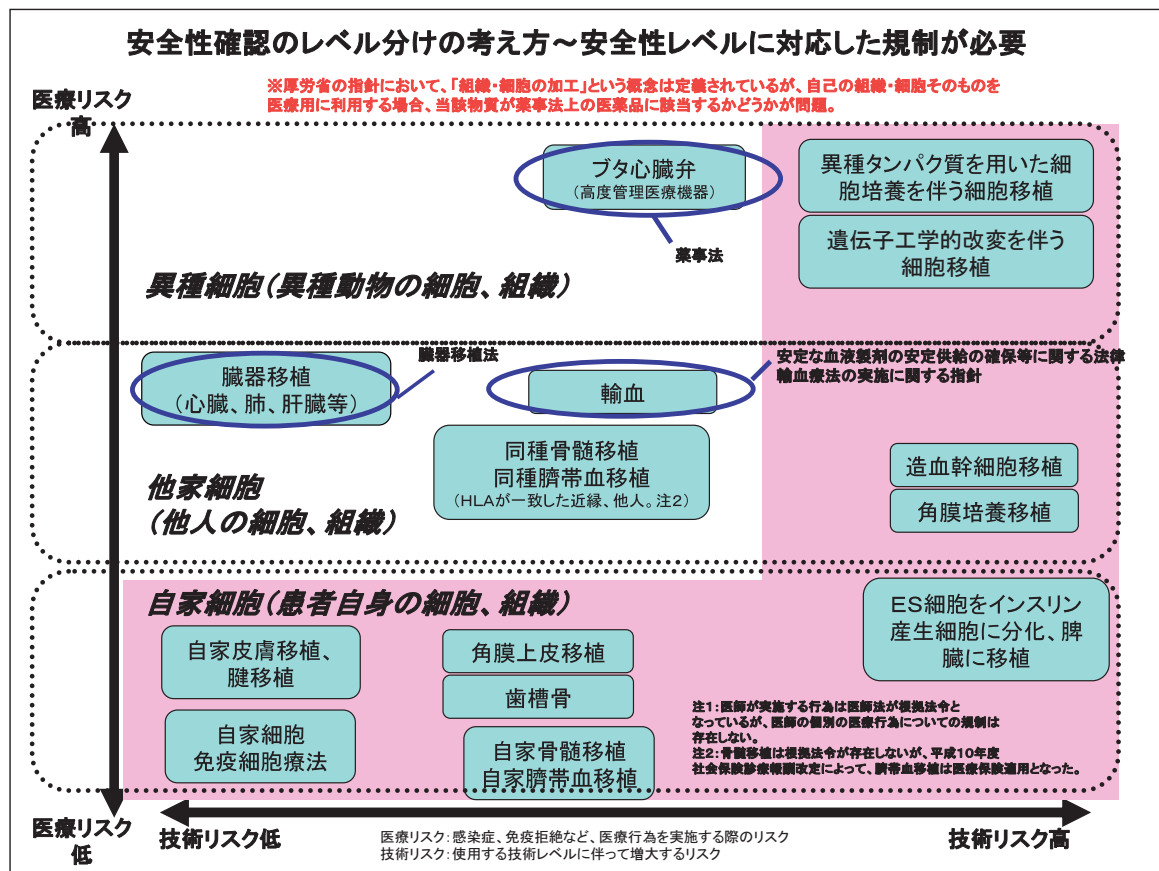 安全性確認のレベル分けの考え方～安全性レベルに対応した規制が必要
※厚労省の指針において、「組織・細胞の加工」という概念は定義されているが、自己の組織・細胞そのものを
医療用に利用する場合、当該物質が薬事法上の医薬品に該当するかどうかが問題。
医療リスク
高
ブタ心臓弁
（高度管理医療機器）
薬事法
異種タンパク質を用いた細
胞培養を伴う細胞移植
遺伝子工学的改変を伴う
細胞移植
異種細胞（異種動物の細胞、組織）
臓器移植
（心臓、肺、肝臓等）
臓器移植法
輸血
安定な血液製剤の安定供給の確保等に関する法律
輸血療法の実施に関する指針
同種骨髄移植
同種臍帯血移植
（HLAが一致した近縁、他人。注2）
造血幹細胞移植
角膜培養移植
他家細胞
（他人の細胞、組織）
自家細胞（患者自身の細胞、組織）
ES細胞をインスリン
産生細胞に分化、脾
臓に移植
自家皮膚移植、
腱移植
角膜上皮移植
歯槽骨
自家細胞
免疫細胞療法
自家骨髄移植
自家臍帯血移植
注1：医師が実施する行為は医師法が根拠法令と
なっているが、医師の個別の医療行為についての規制は
存在しない。
注2：骨髄移植は根拠法令が存在しないが、平成10年度
社会保険診療報酬改定によって、臍帯血移植は医療保険適用となった。
医療リスク
低
技術リスク低
技術リスク高
医療リスク：感染症、免疫拒絶など、医療行為を実施する際のリスク
技術リスク：使用する技術レベルに伴って増大するリスク